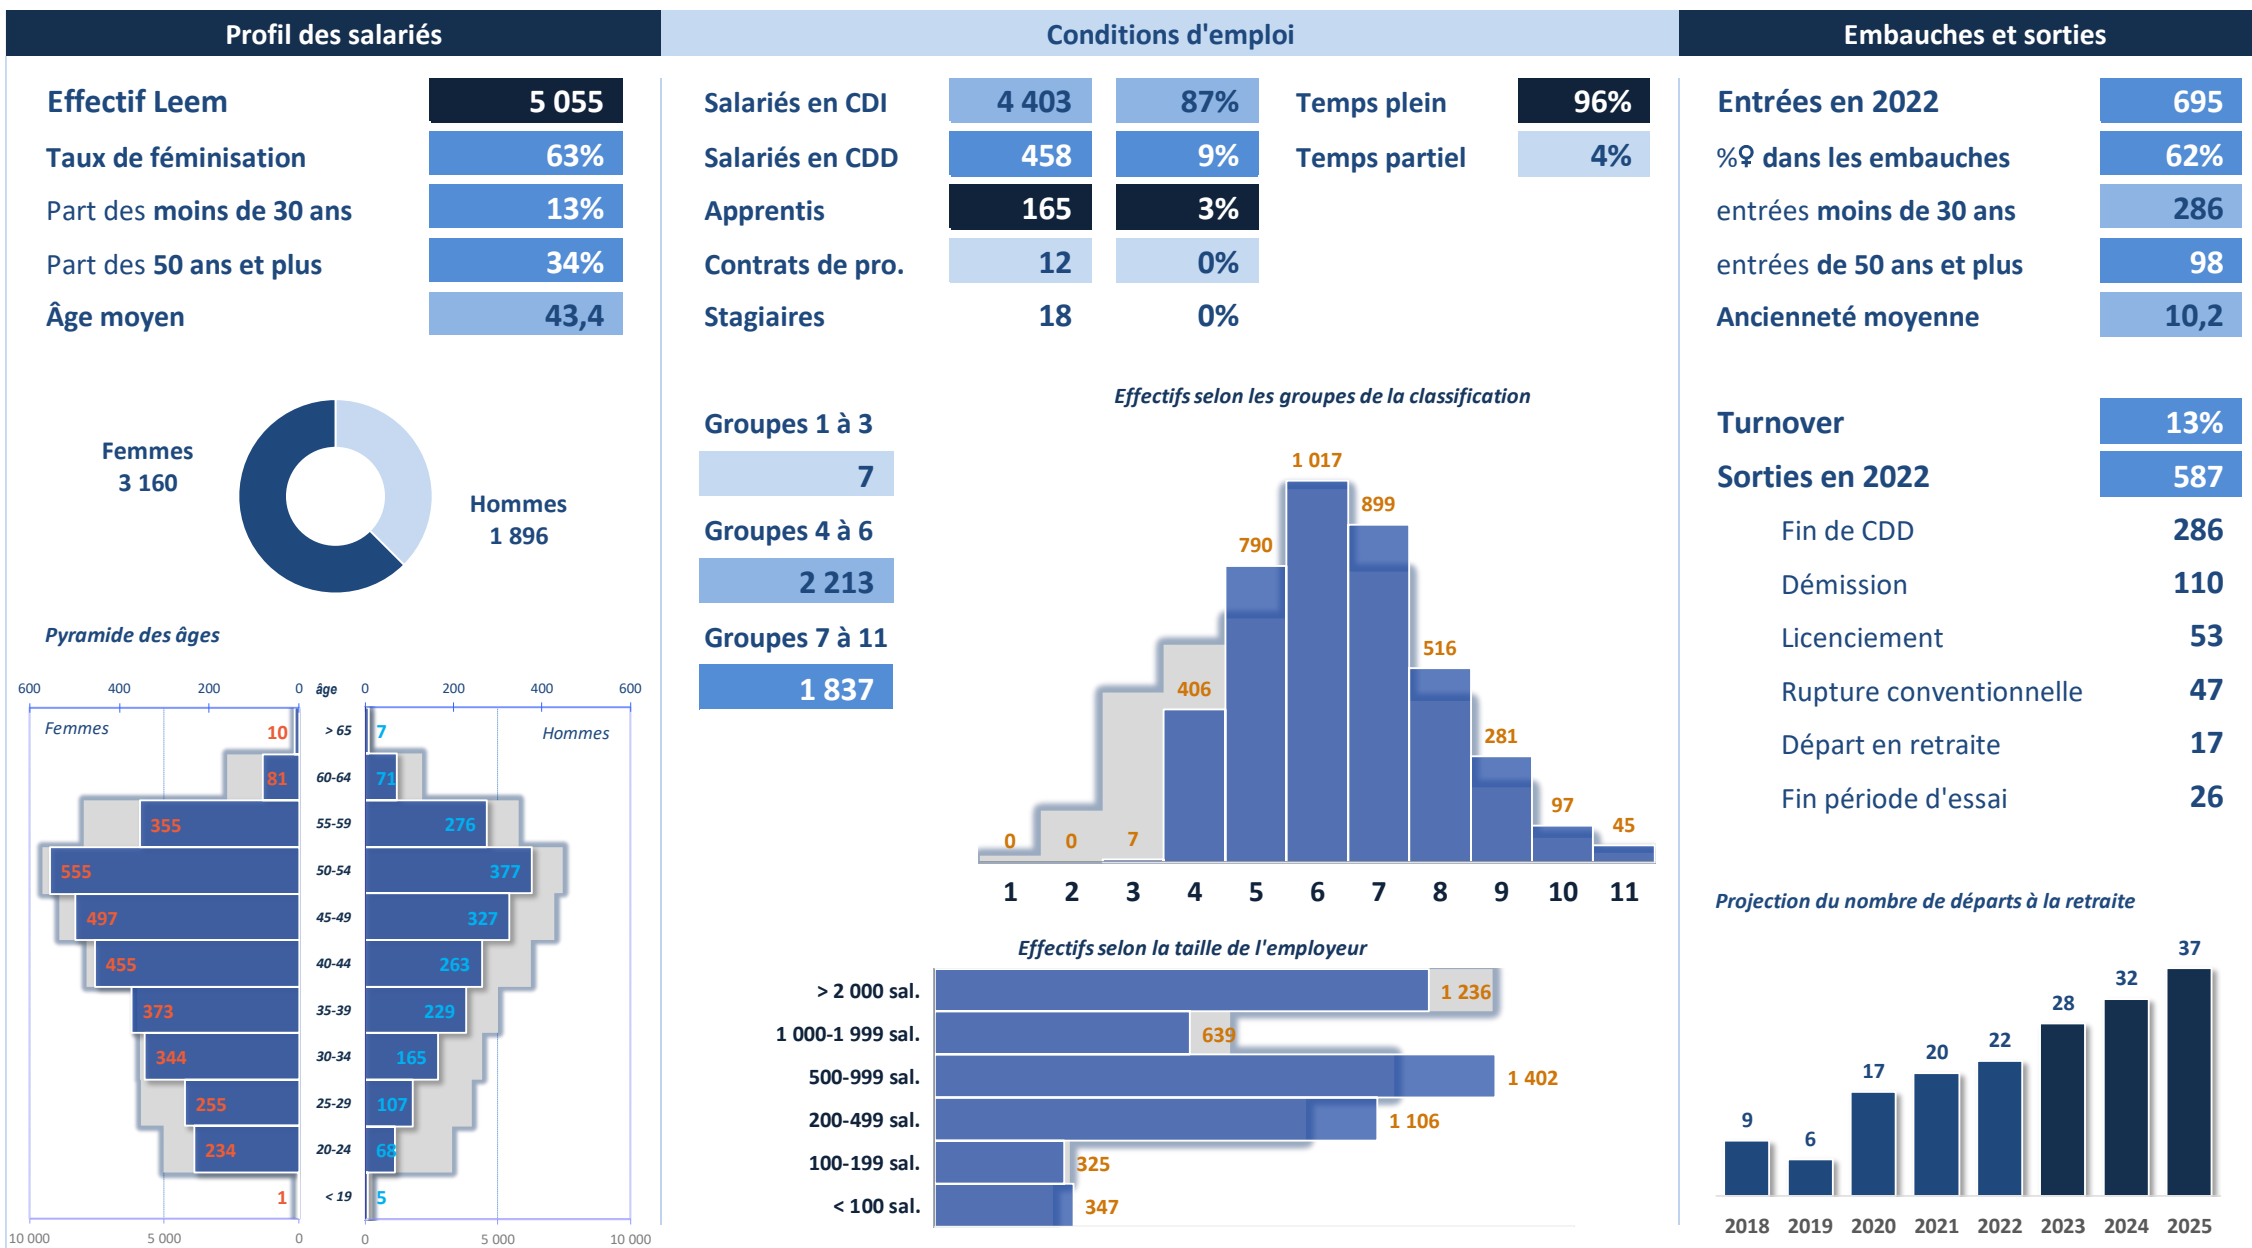 Profil des salariés
Effectif Leem 5 055
Taux de féminisation 63%
Part des moins de 30 ans 13%
Part des 50 ans et plus 34%
Âge moyen 43,4
Femmes
3 160
Hommes
1 896
Pyramide des âges
600 400 200 0 âge 0 200 400 600
Femmes Hommes
10 > 65 7
81 60-64 71
355 55-59 276
555 50-54 377
497 45-49 327
455 40-44 263
373 35-39 229
344 30-34 165
255 25-29 107
234 20-24 68
1 < 19 5
10 000 5 000 0 0 5 000 10 000
Conditions d'emploi
Salariés en CDI 4 403 87% Temps plein 96%
Salariés en CDD 458 9% Temps partiel 4%
Apprentis 165 3%
Contrats de pro. 12 0%
Stagiaires 18 0%
Groupes 1 à 3
7
Groupes 4 à 6
2 213
Groupes 7 à 11
1 837
Effectifs selon les groupes de la classification
0 0 7 406 790 1 017 899 516 281 97 45
1 2 3 4 5 6 7 8 9 10 11
Effectifs selon la taille de l'employeur
> 2 000 sal. 1 236
1 000-1 999 sal. 639
500-999 sal. 1 402
200-499 sal. 1 106
100-199 sal. 325
< 100 sal. 347
Embauches et sorties
Entrées en 2022 695
%♀ dans les embauches 62%
entrées moins de 30 ans 286
entrées de 50 ans et plus 98
Ancienneté moyenne 10,2
Turnover 13%
Sorties en 2022 587
Fin de CDD 286
Démission 110
Licenciement 53
Rupture conventionnelle 47
Départ en retraite 17
Fin période d'essai 26
Projection du nombre de départs à la retraite
9 6 17 20 22 28 32 37
2018 2019 2020 2021 2022 2023 2024 2025